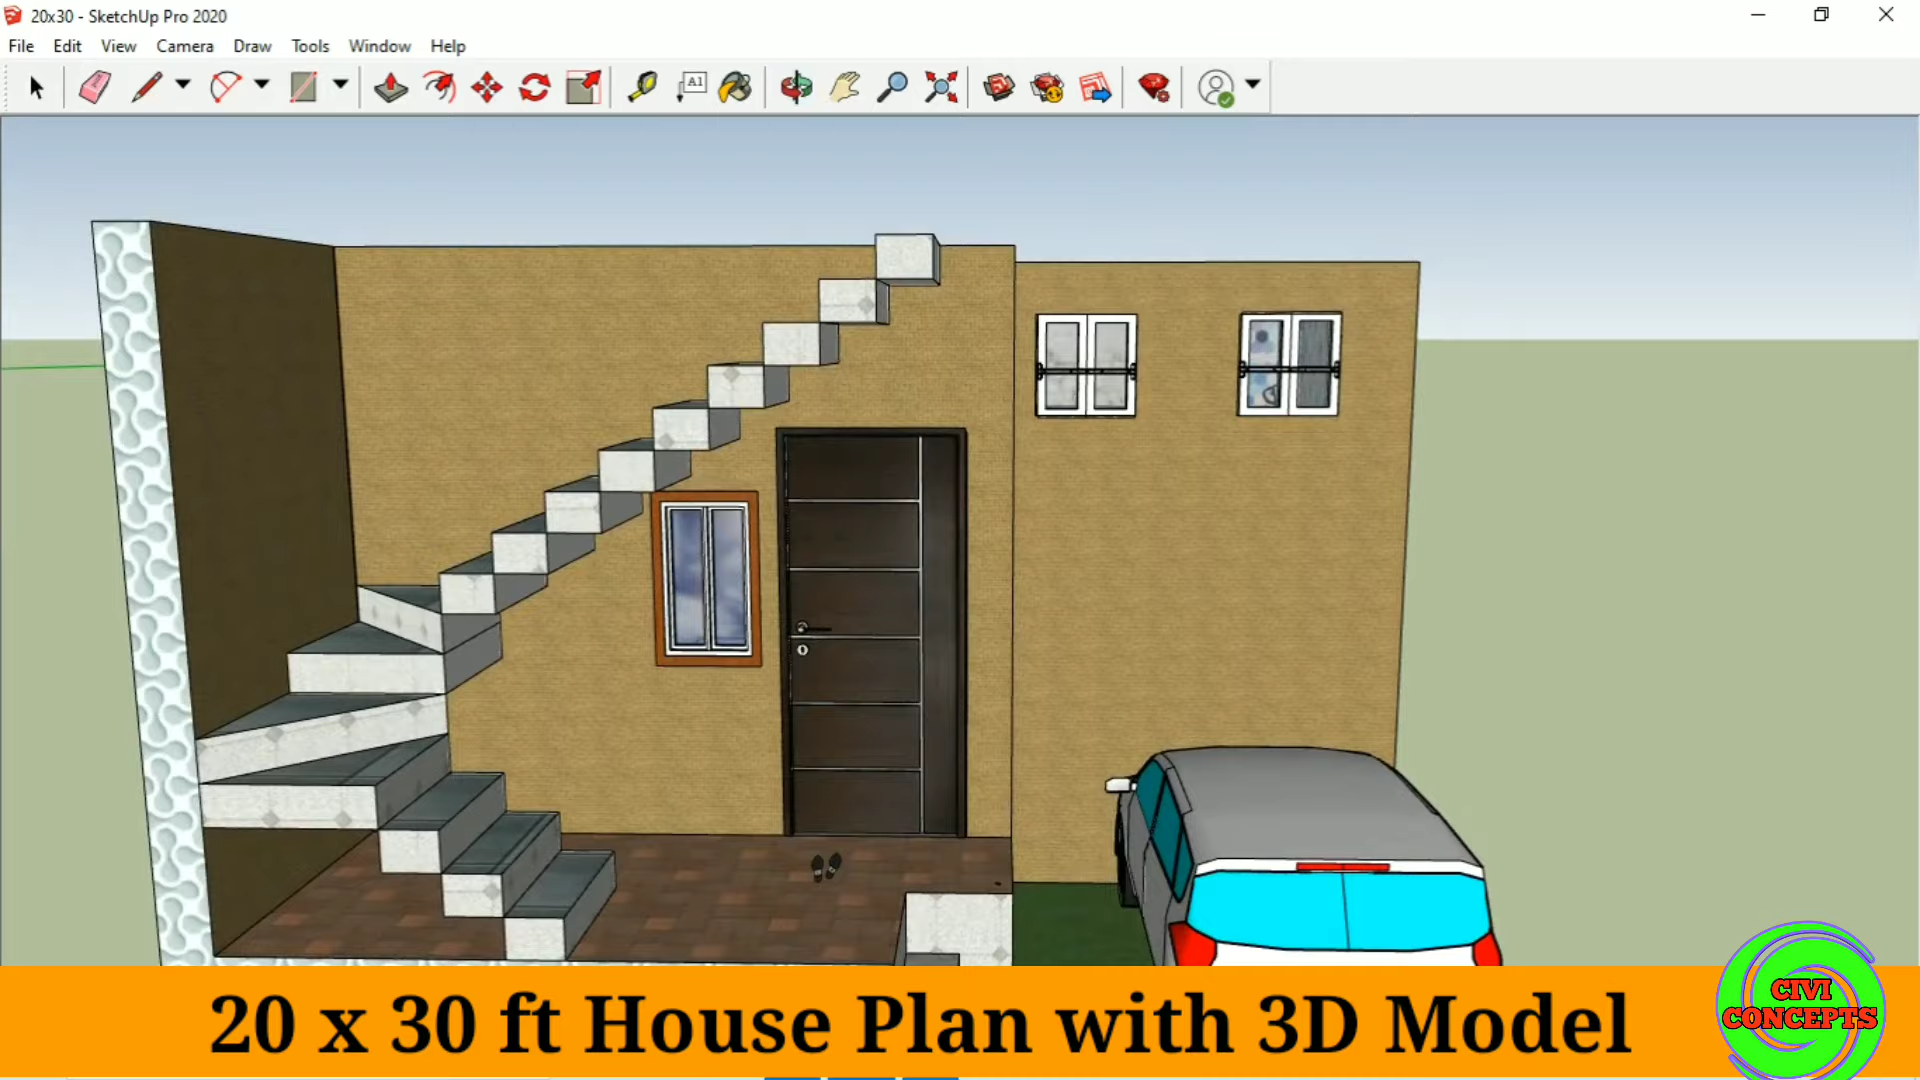 20x30 - SketchUp Pro 2020
File Edit View Camera Draw Tools Window Help
A1
20 x 30 ft House Plan with 3D Model
CIVI
CONCEPTS